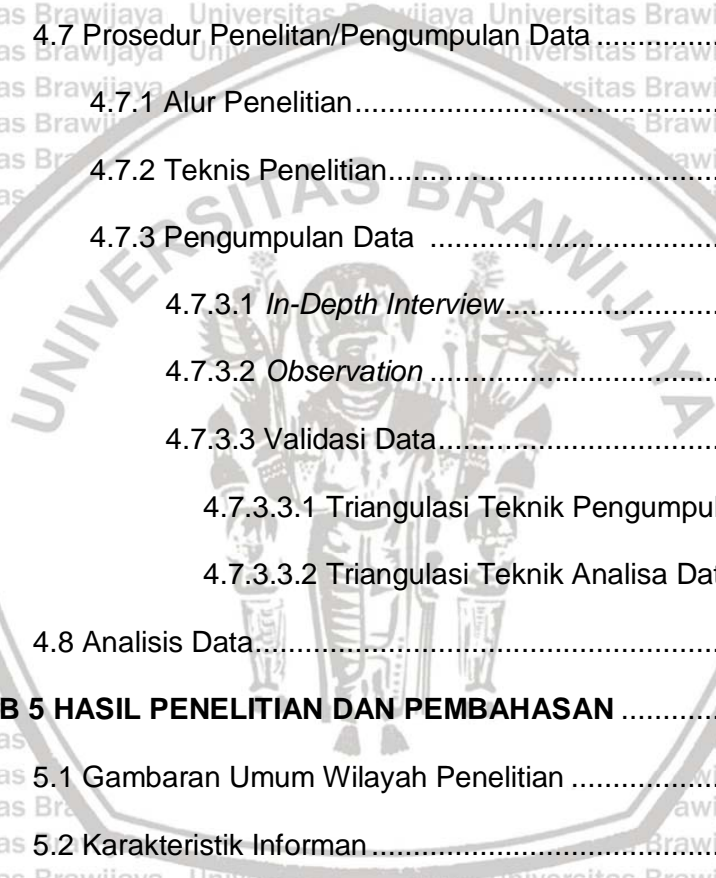 4.7 Prosedur Penelitan/Pengumpulan Data ..............
4.7.1 Alur Penelitian..............................................
4.7.2 Teknis Penelitian..........................................
4.7.3 Pengumpulan Data ......................................
4.7.3.1 In-Depth Interview..............................
4.7.3.2 Observation ........................................
4.7.3.3 Validasi Data.......................................
4.7.3.3.1 Triangulasi Teknik
4.7.3.3.2 Triangulasi Teknik Analisa
4.8 Analisis Data........................................................
B 5 HASIL PENELITIAN DAN PEMBAHASAN ............
5.1 Gambaran Umum Wilayah Penelitian ................
5.2 Karakteristik Informan..........................................
UNIVERSITAS BRAWIJAYA